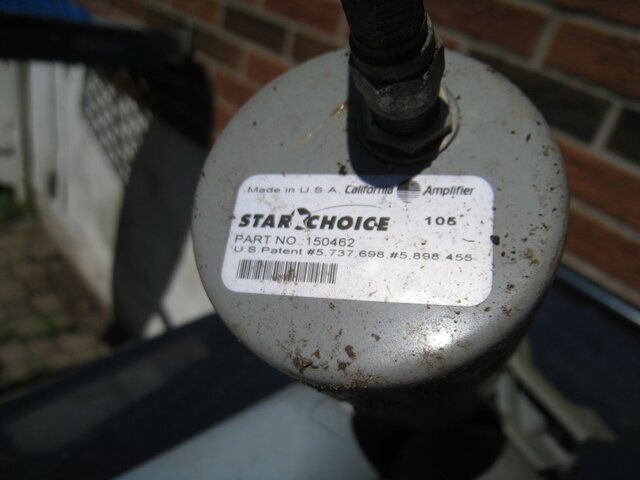 Made in U.S.A. California Amplifier
STAR CHOICE 105
PART NO.:150462
U.S. Patent #5,737,698,#5,898,455